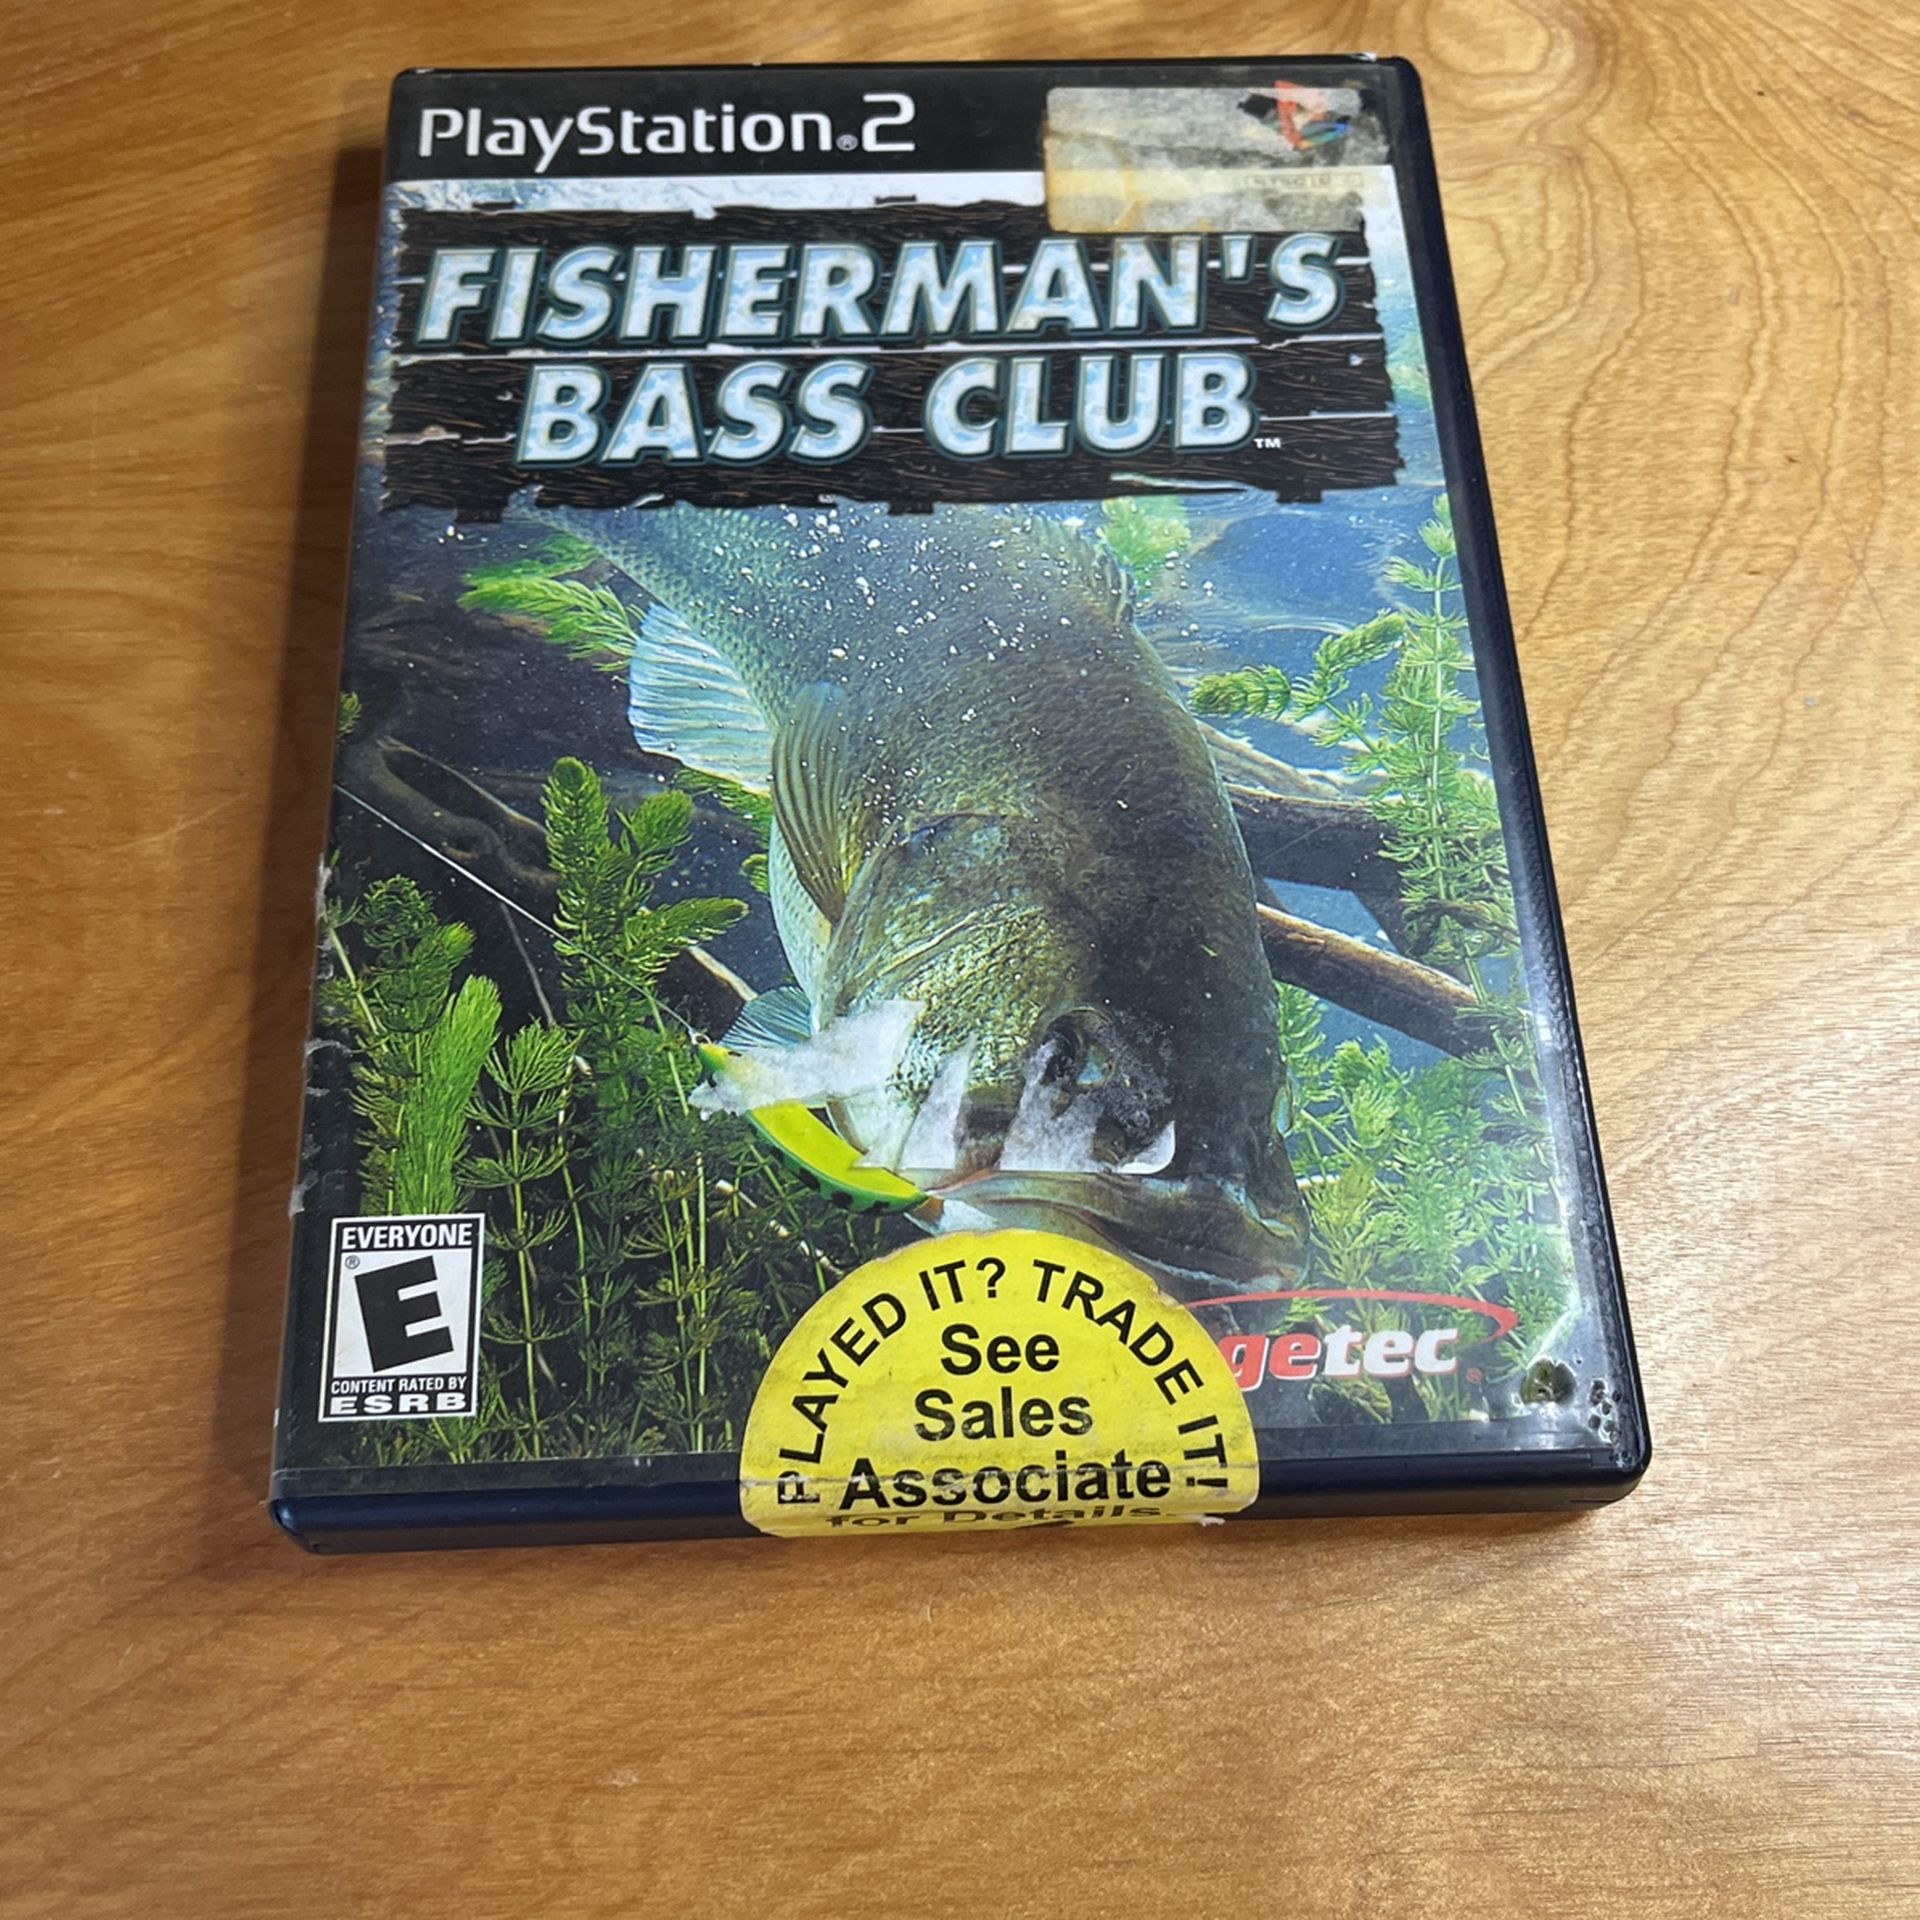 PlayStation®2
FISHERMAN'S
BASS CLUB™
EVERYONE
E®
CONTENT RATED BY
ESRB
PLAYED IT? TRADE IT!
See
Sales
Associate
for Details.
getec®